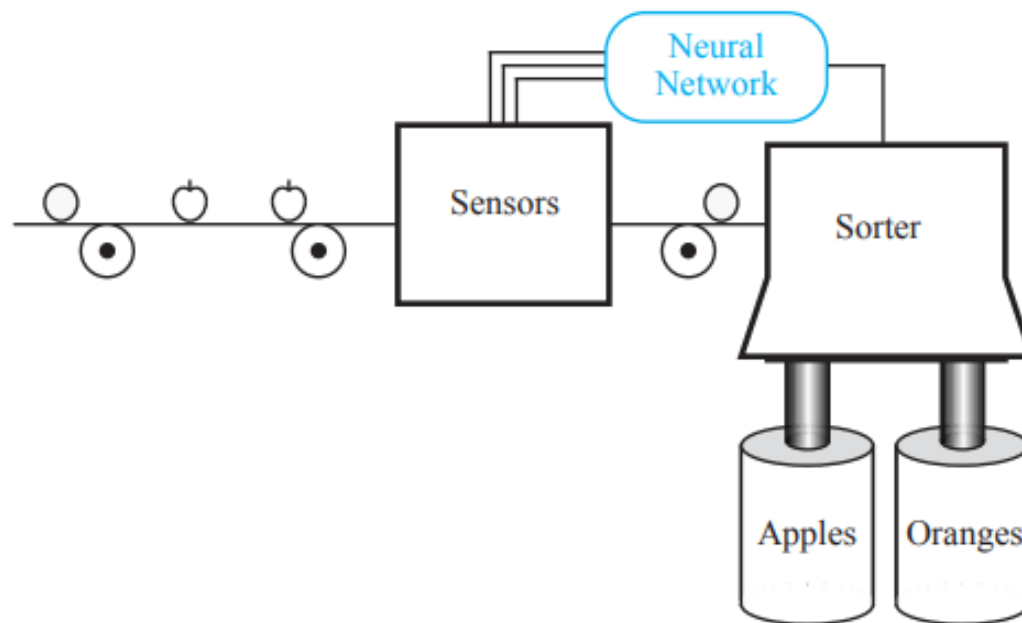 Neural
Network
Sensors
Sorter
Apples
Oranges